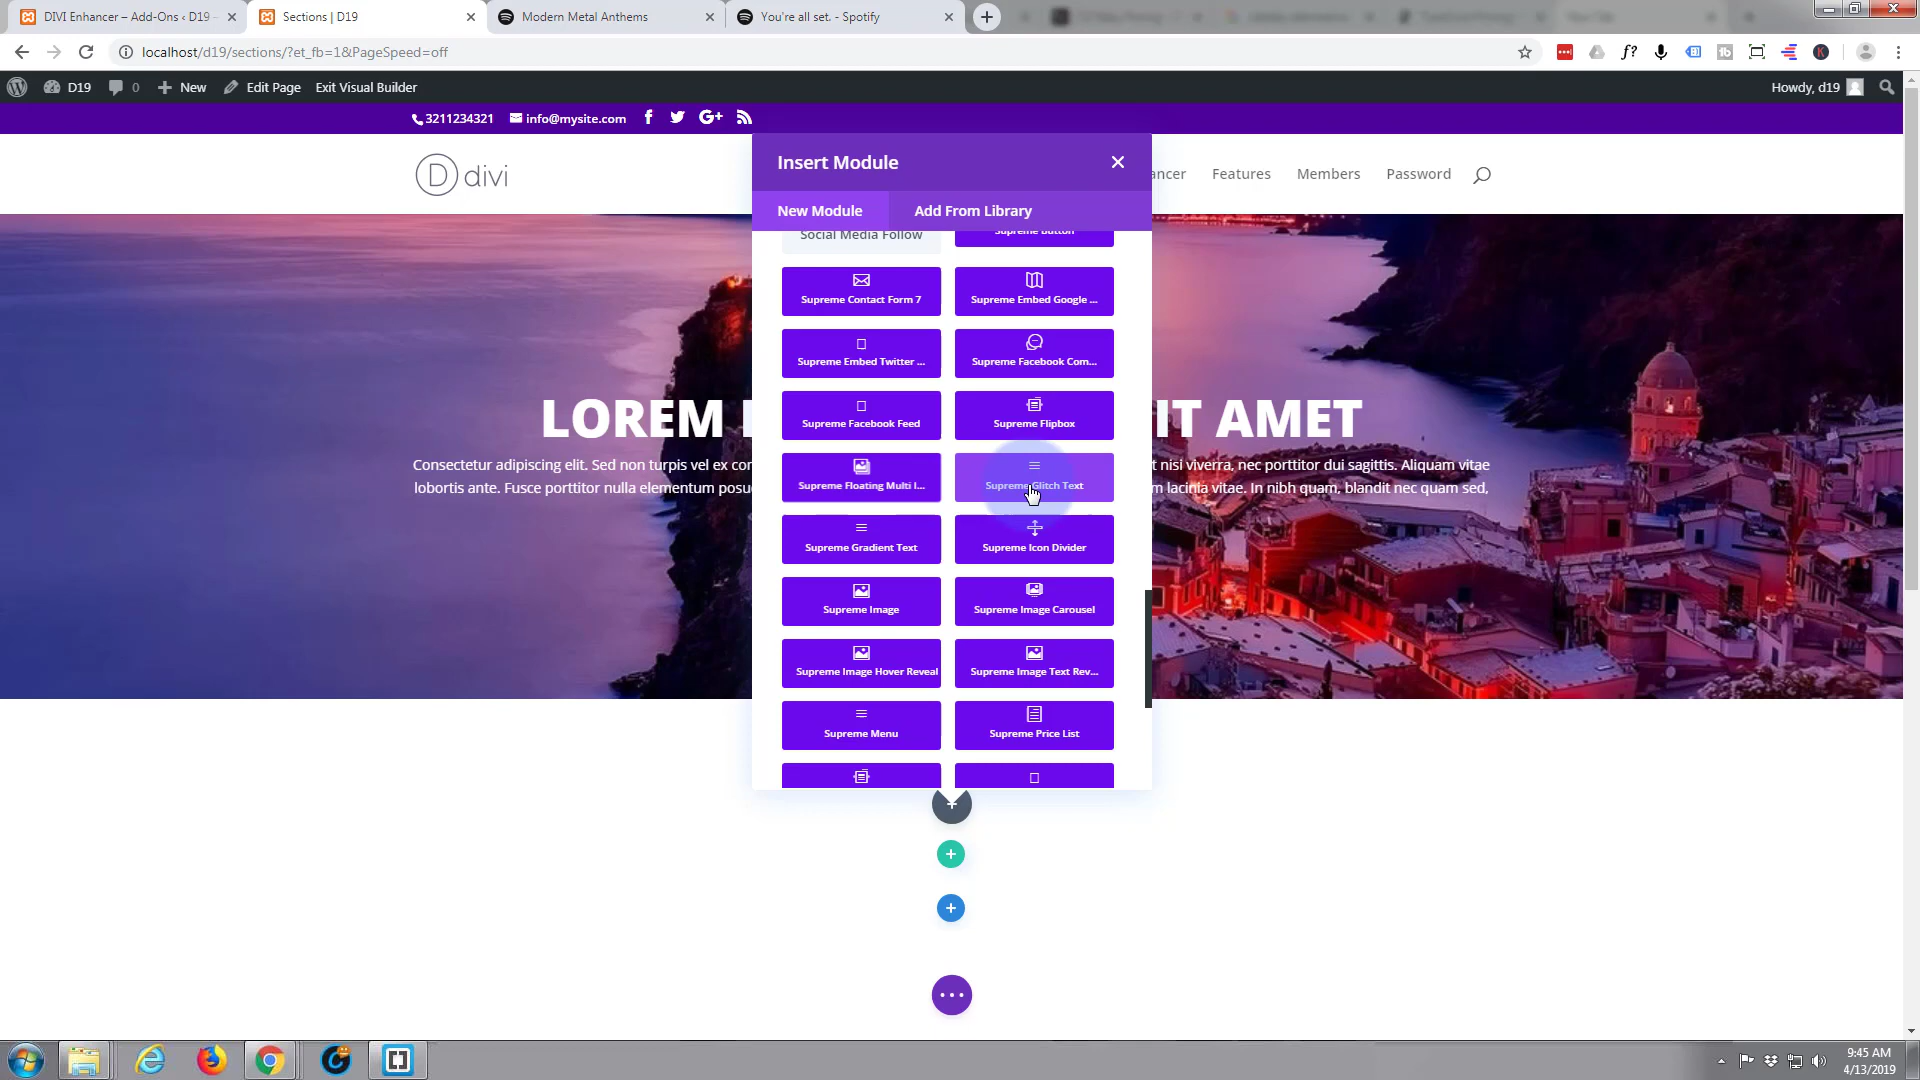 DIVI Enhancer – Add-Ons ‹ D19 –
Sections | D19
Modern Metal Anthems
You're all set. - Spotify
localhost/d19/sections/?et_fb=1&PageSpeed=off
D19
0
New
Edit Page
Exit Visual Builder
Howdy, d19
3211234321
info@mysite.com
D divi
Features
Members
Password
Insert Module
New Module
Add From Library
Social Media Follow
Supreme Button
Supreme Contact Form 7
Supreme Embed Google ...
Supreme Embed Twitter ...
Supreme Facebook Com...
Supreme Facebook Feed
Supreme Flipbox
Supreme Floating Multi I...
Supreme Glitch Text
Supreme Gradient Text
Supreme Icon Divider
Supreme Image
Supreme Image Carousel
Supreme Image Hover Reveal
Supreme Image Text Rev...
Supreme Menu
Supreme Price List
LOREM IT AMET
Consectetur adipiscing elit. Sed non turpis vel ex nisi viverra, nec porttitor dui sagittis. Aliquam vitae
lobortis ante. Fusce porttitor nulla elementum lacinia vitae. In nibh quam, blandit nec quam sed,
9:45 AM
4/13/2019